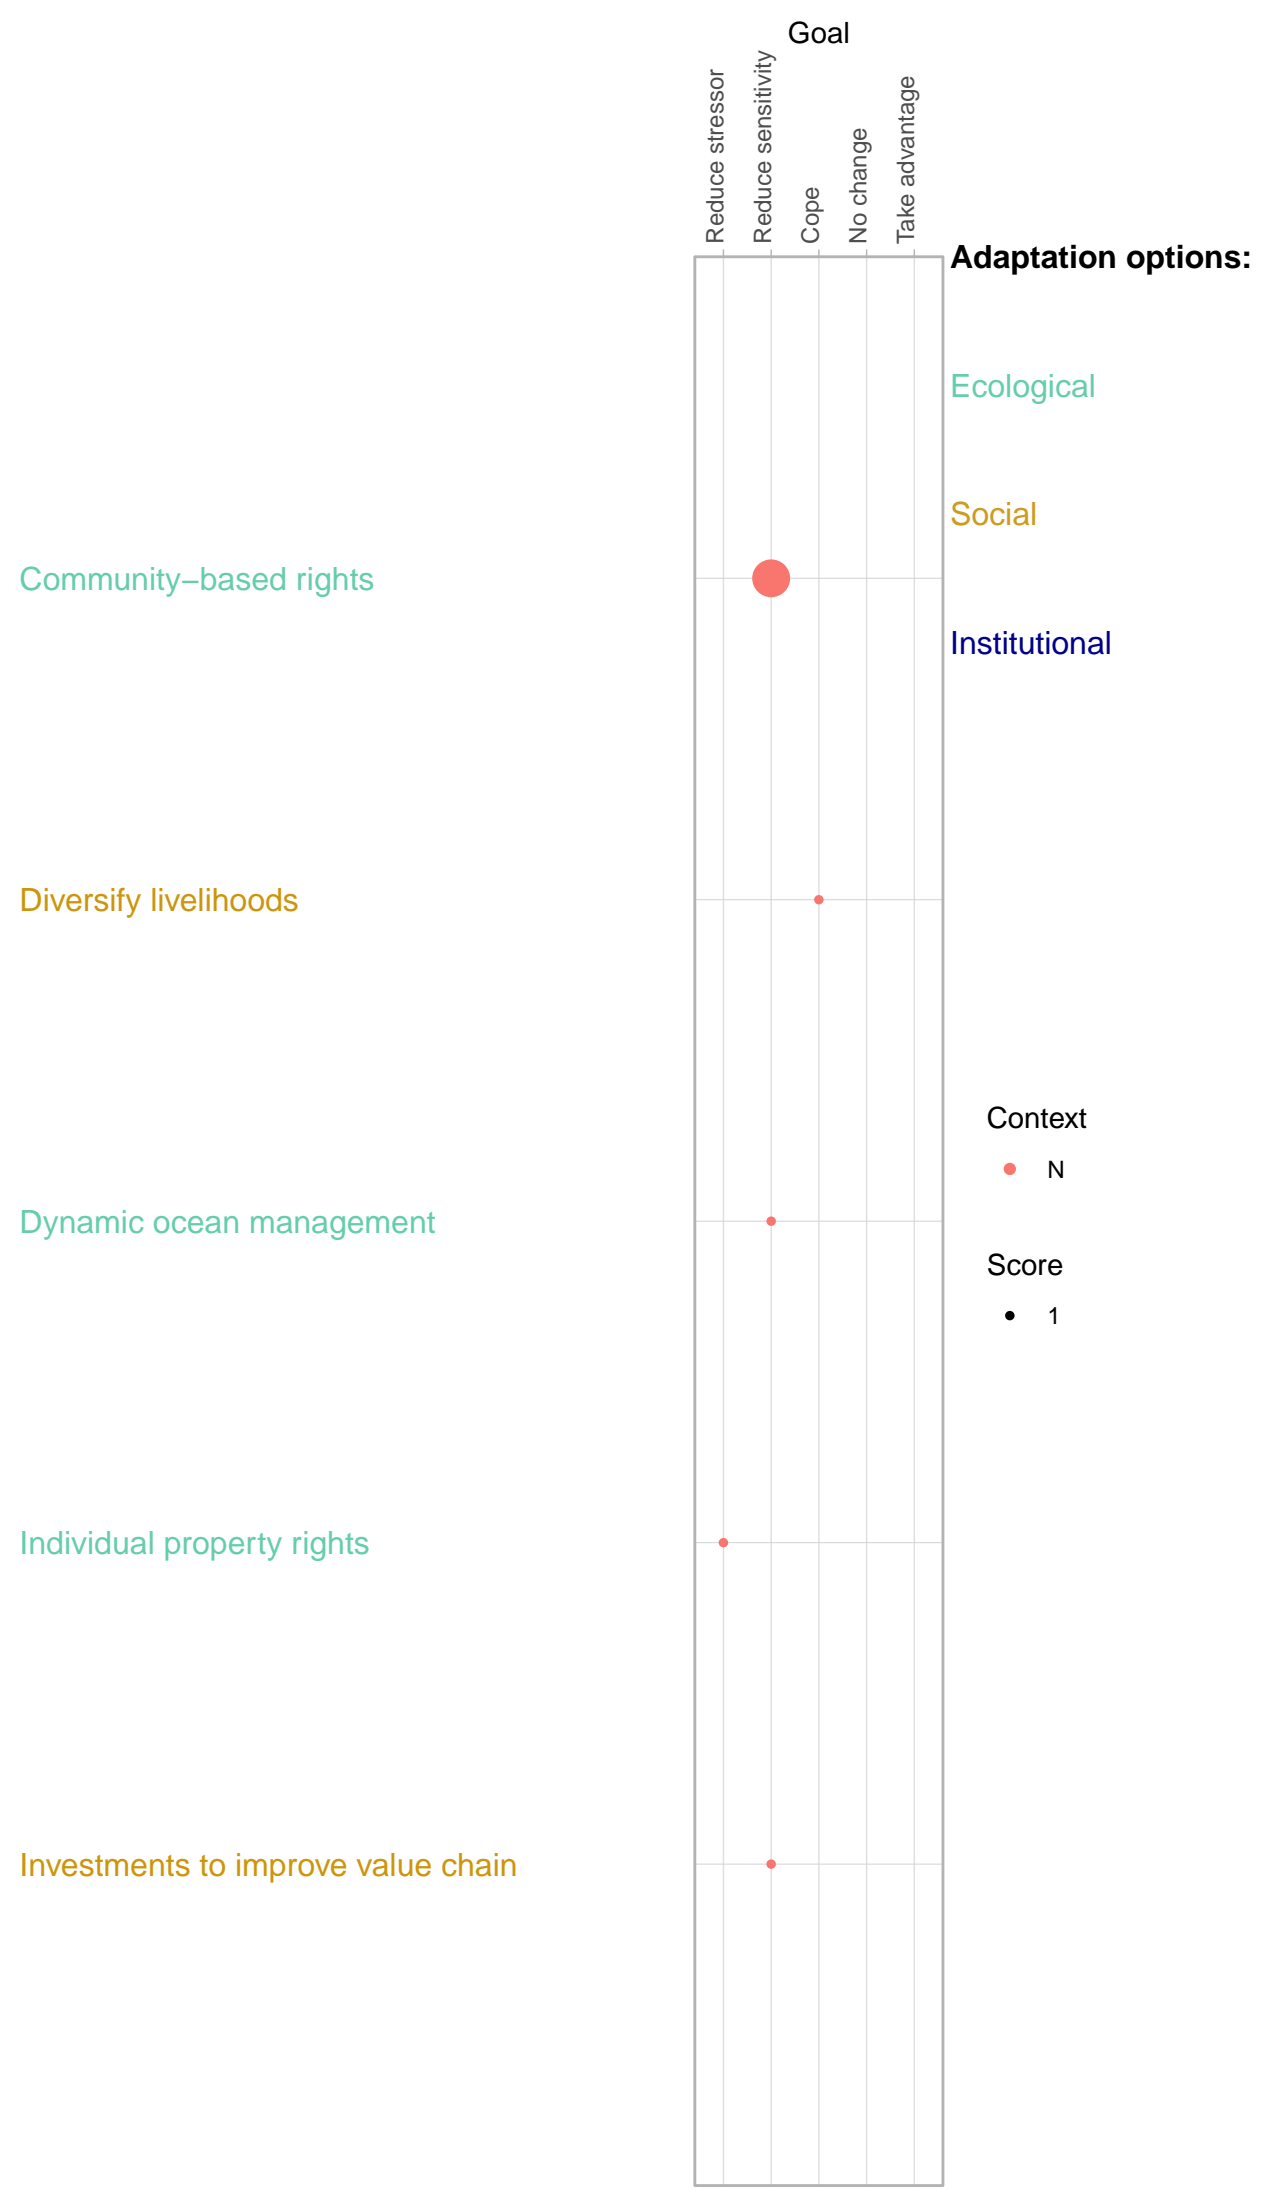 Goal
Reduce stressor
Reduce sensitivity
Cope
No change
Take advantage
Adaptation options:
Ecological
Social
Community−based rights
Institutional
Diversify livelihoods
Context
N
Dynamic ocean management
Score
1
Individual property rights
Investments to improve value chain